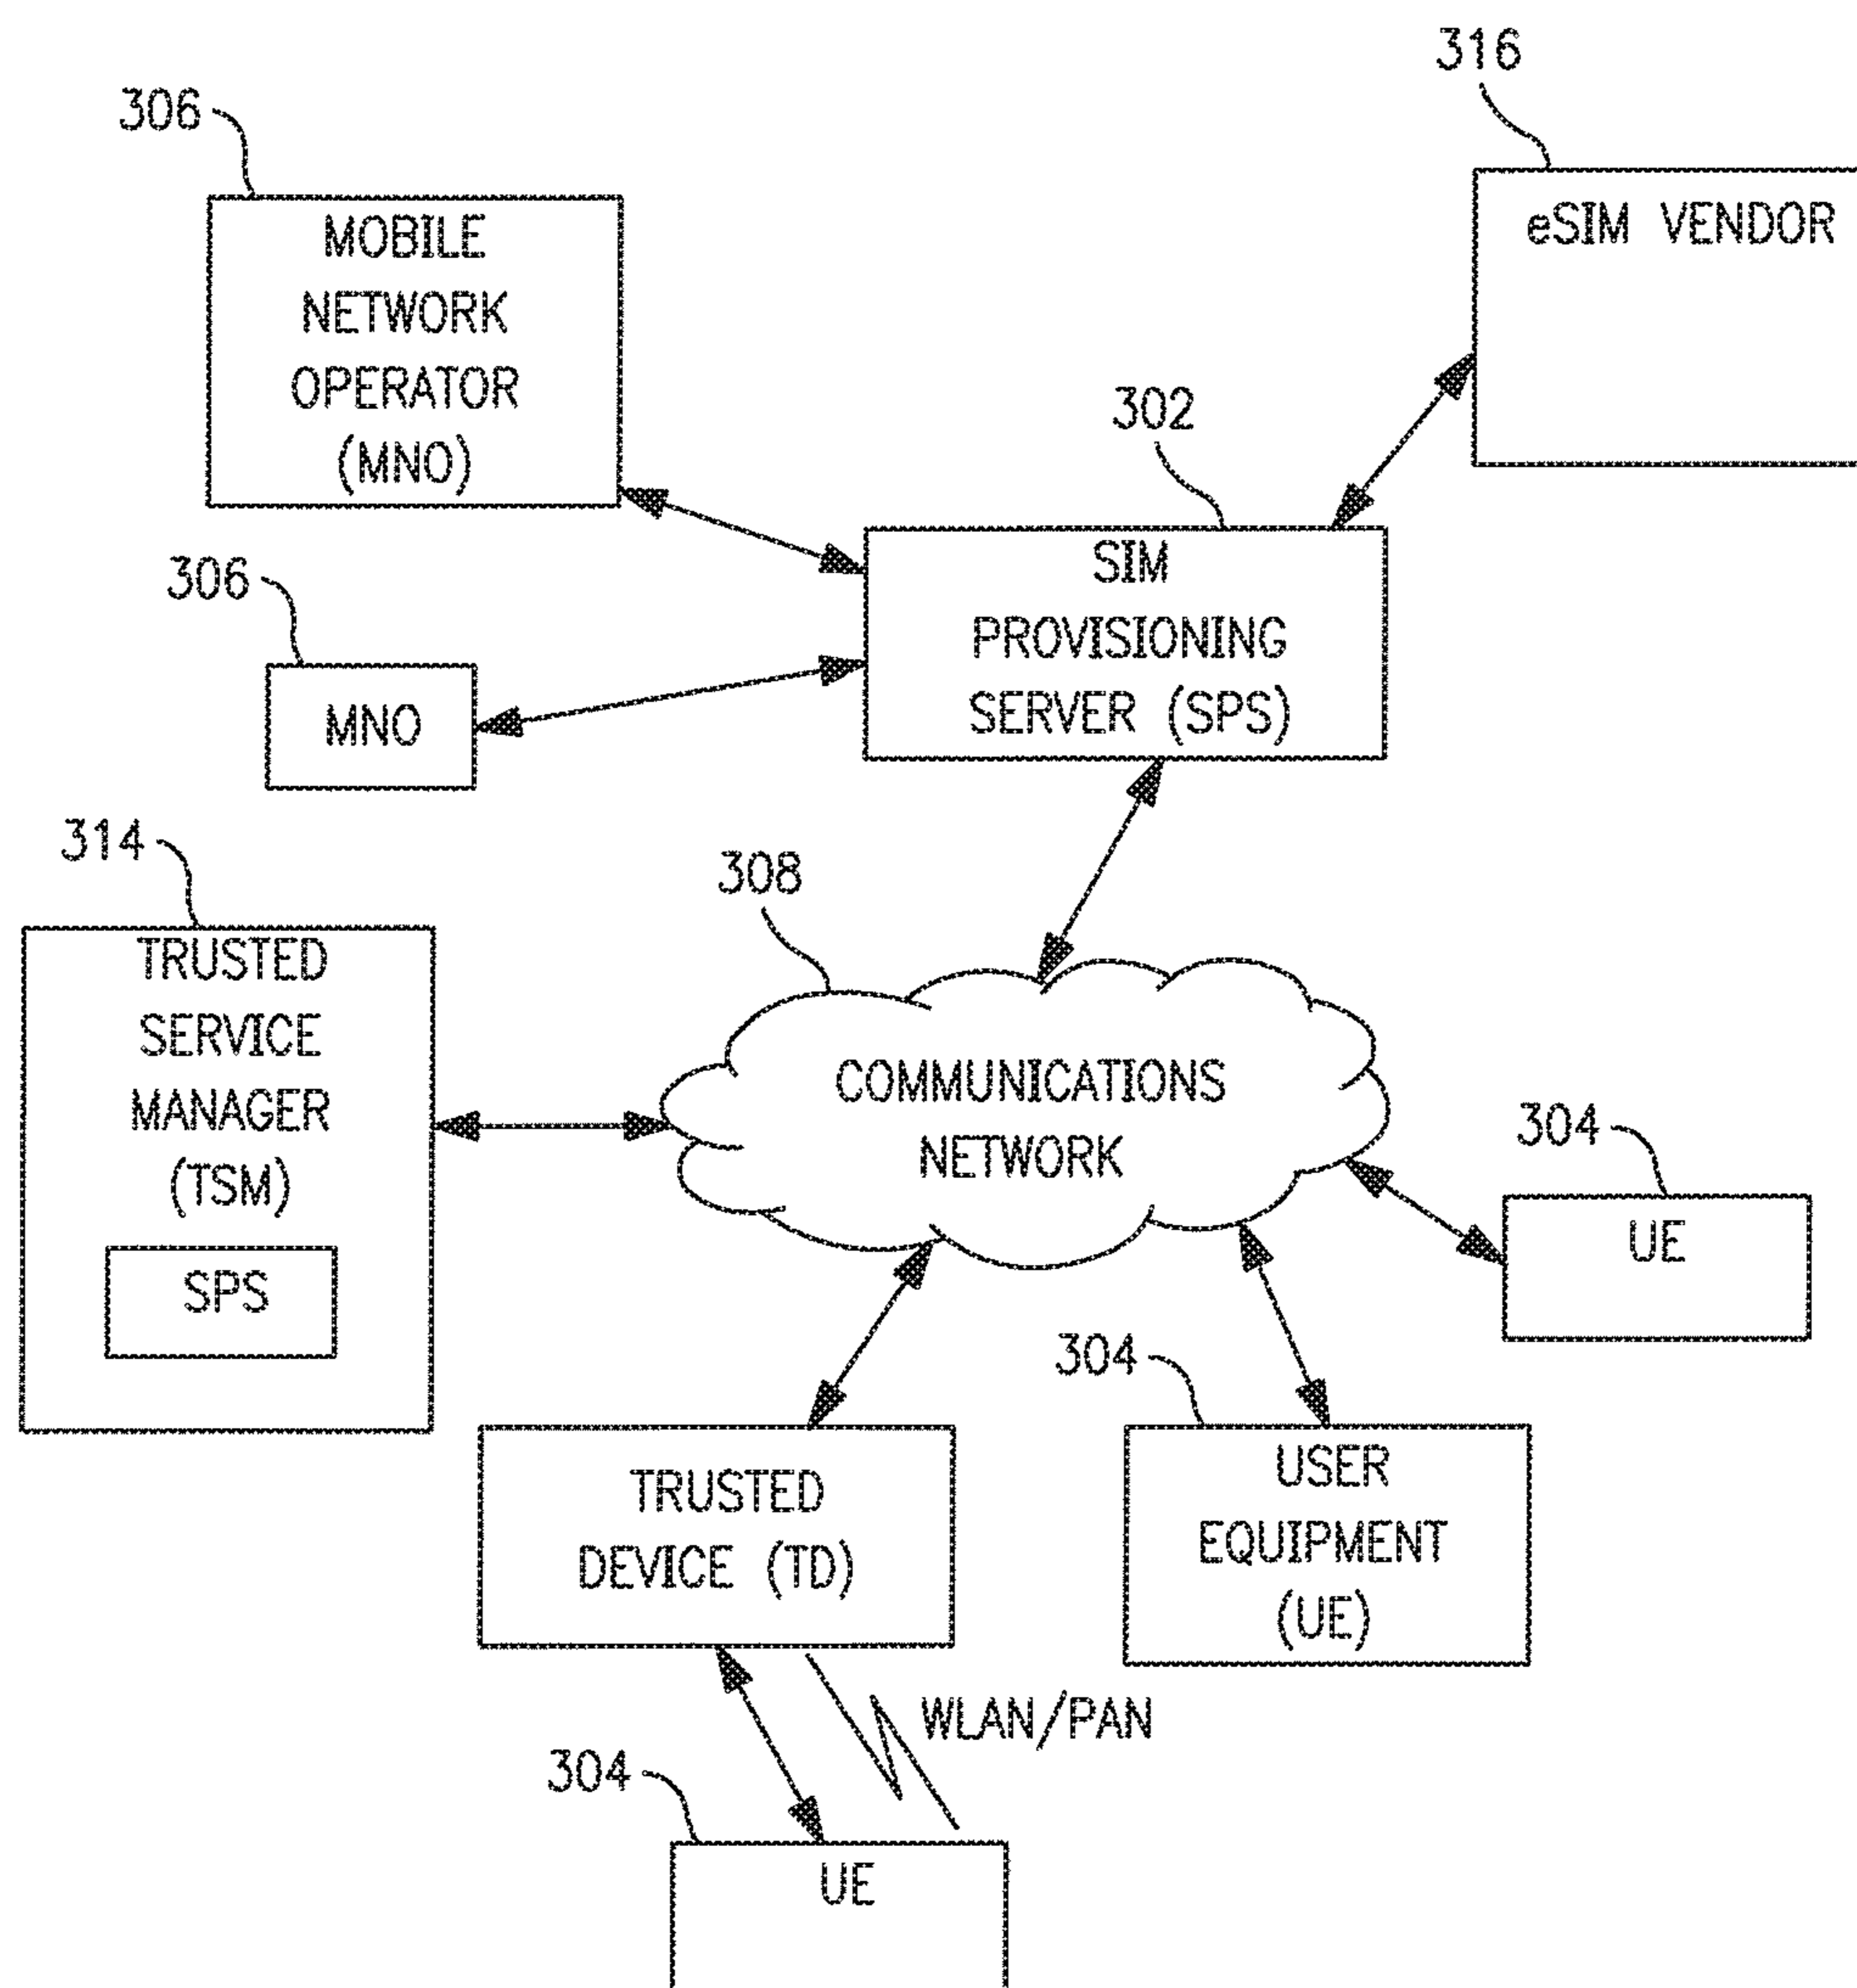 316
306
MOBILE
NETWORK
OPERATOR
(MNO)
eSIM VENDOR
302
SIM
PROVISIONING
SERVER (SPS)
306
MNO
314
TRUSTED
SERVICE
MANAGER
(TSM)
SPS
308
COMMUNICATIONS
NETWORK
304
UE
304
USER
EQUIPMENT
(UE)
TRUSTED
DEVICE (TD)
WLAN/PAN
304
UE